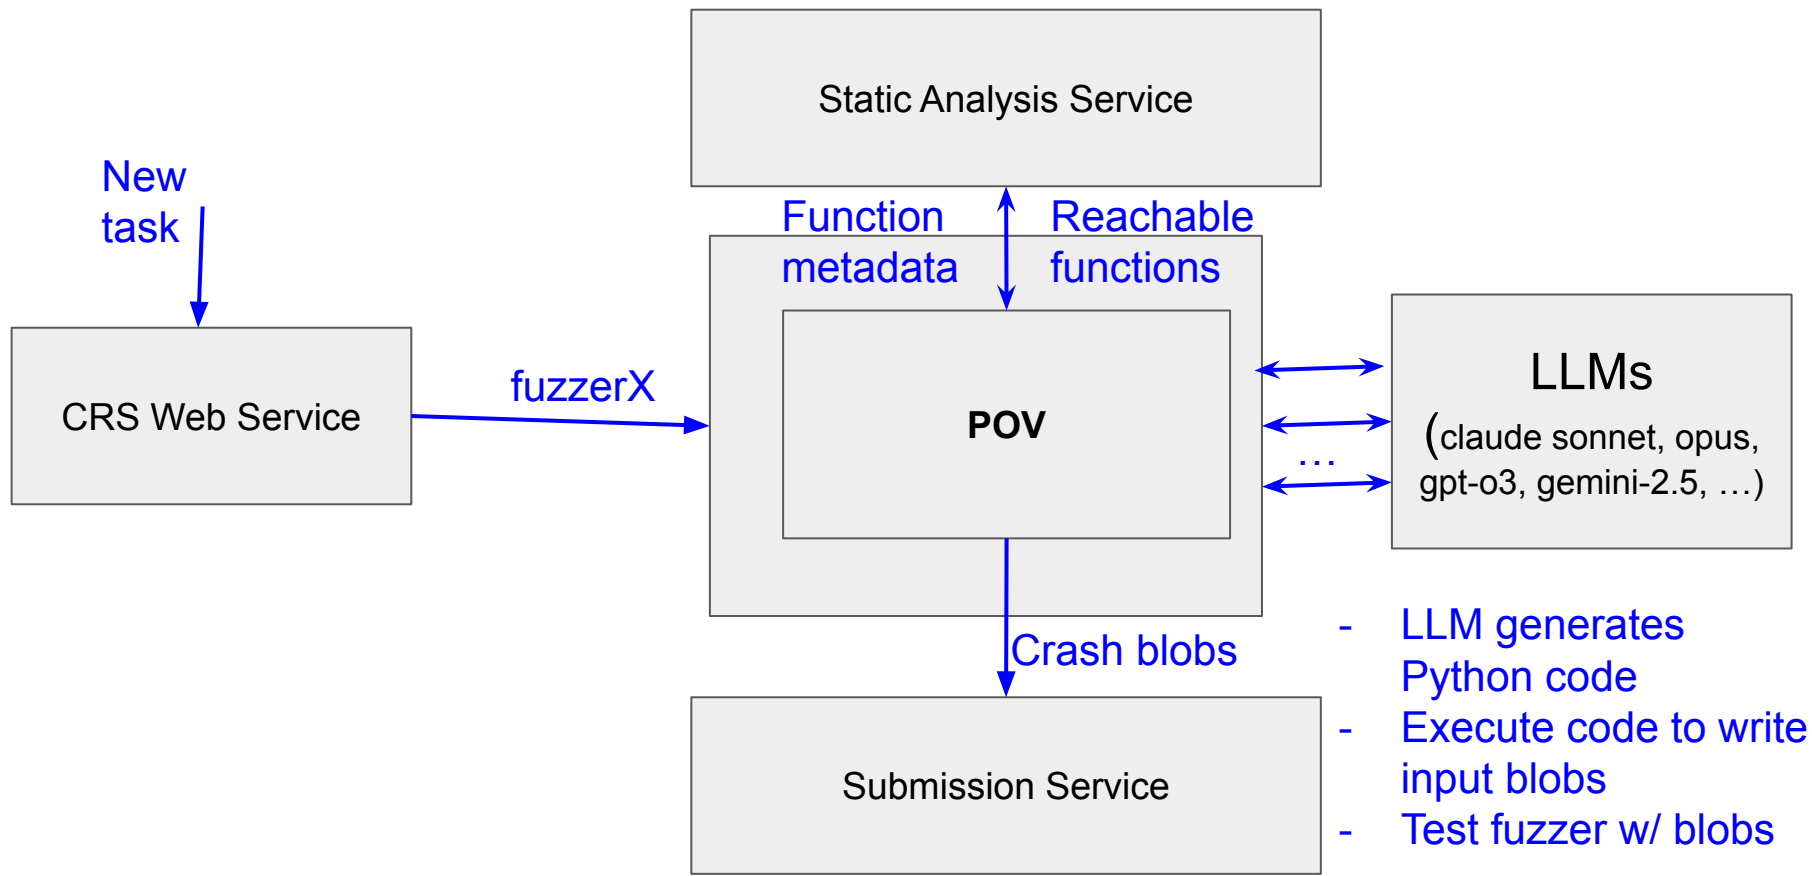 Static Analysis Service
New
task
Function
metadata
Reachable
functions
CRS Web Service
fuzzerX
POV
LLMs
(claude sonnet, opus,
gpt-o3, gemini-2.5, …)
…
Crash blobs
Submission Service
- LLM generates
Python code
- Execute code to write
input blobs
- Test fuzzer w/ blobs